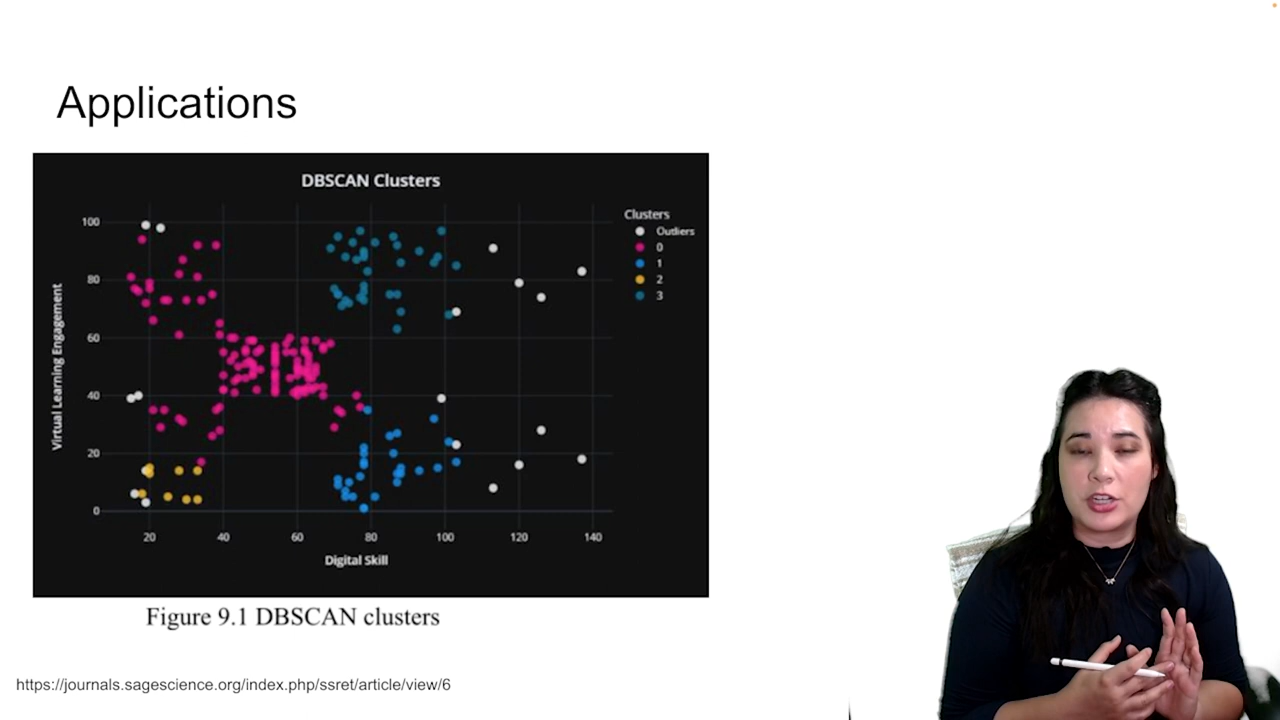 Applications
DBSCAN Clusters
Virtual Learning Engagement
100
80
60
40
20
0
20 40 60 80 100 120 140
Digital Skill
Clusters
Outliers
0
1
2
3
Figure 9.1 DBSCAN clusters
https://journals.sagescience.org/index.php/ssret/article/view/6